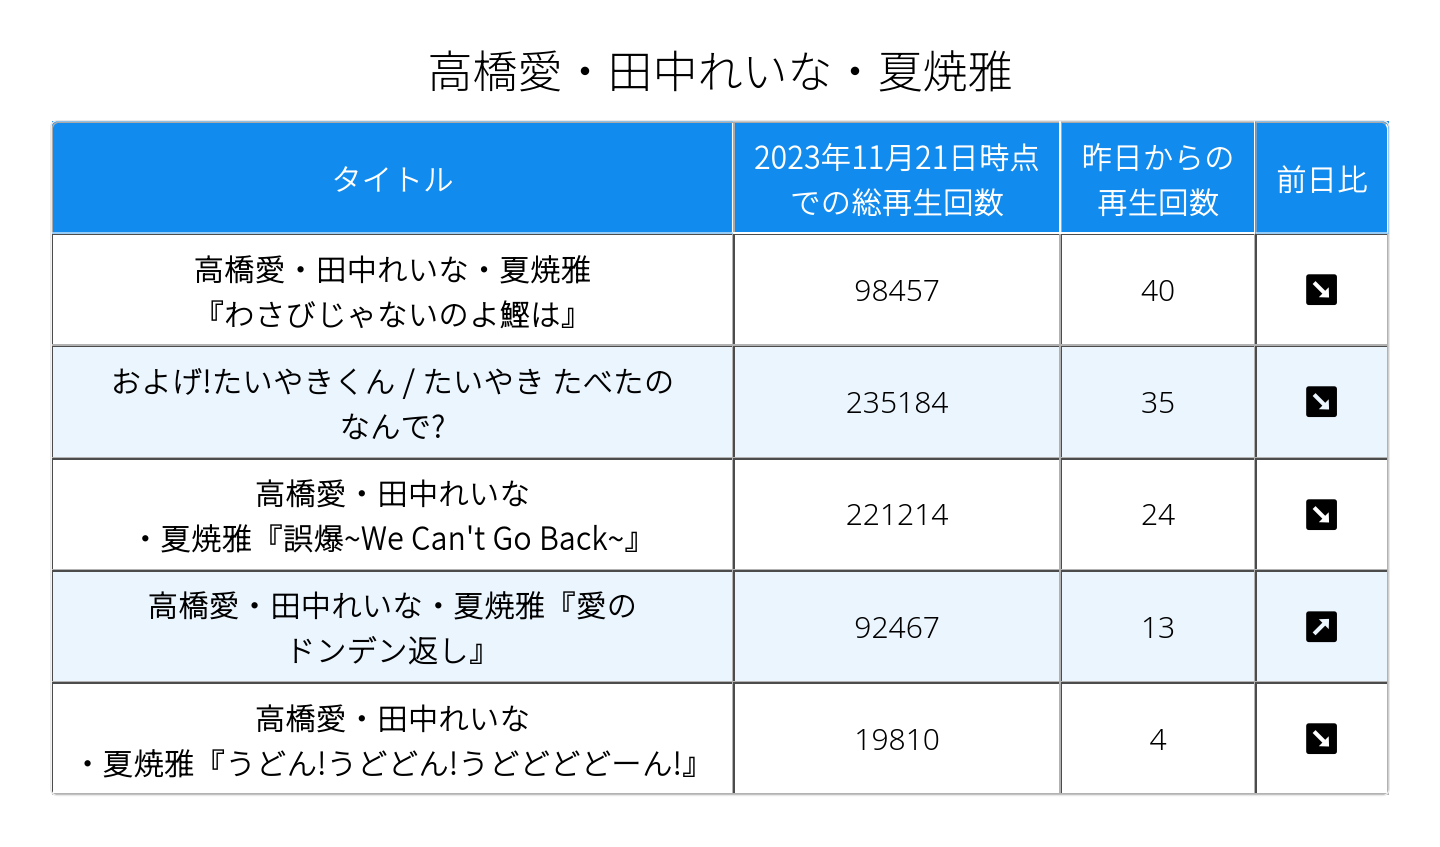 高橋愛・田中れいな・夏焼雅
タイトル
2023年11月21日時点
での総再生回数
昨日からの
再生回数
前日比
高橋愛・田中れいな・夏焼雅
『わさびじゃないのよ鰹は』
98457
40
およげ!たいやきくん / たいやき たべたの
なんで?
235184
35
高橋愛・田中れいな
・夏焼雅『誤爆~We Can't Go Back~』
221214
24
高橋愛・田中れいな・夏焼雅『愛の
ドンデン返し』
92467
13
高橋愛・田中れいな
・夏焼雅『うどん!うどどん!うどどどどーん!』
19810
4